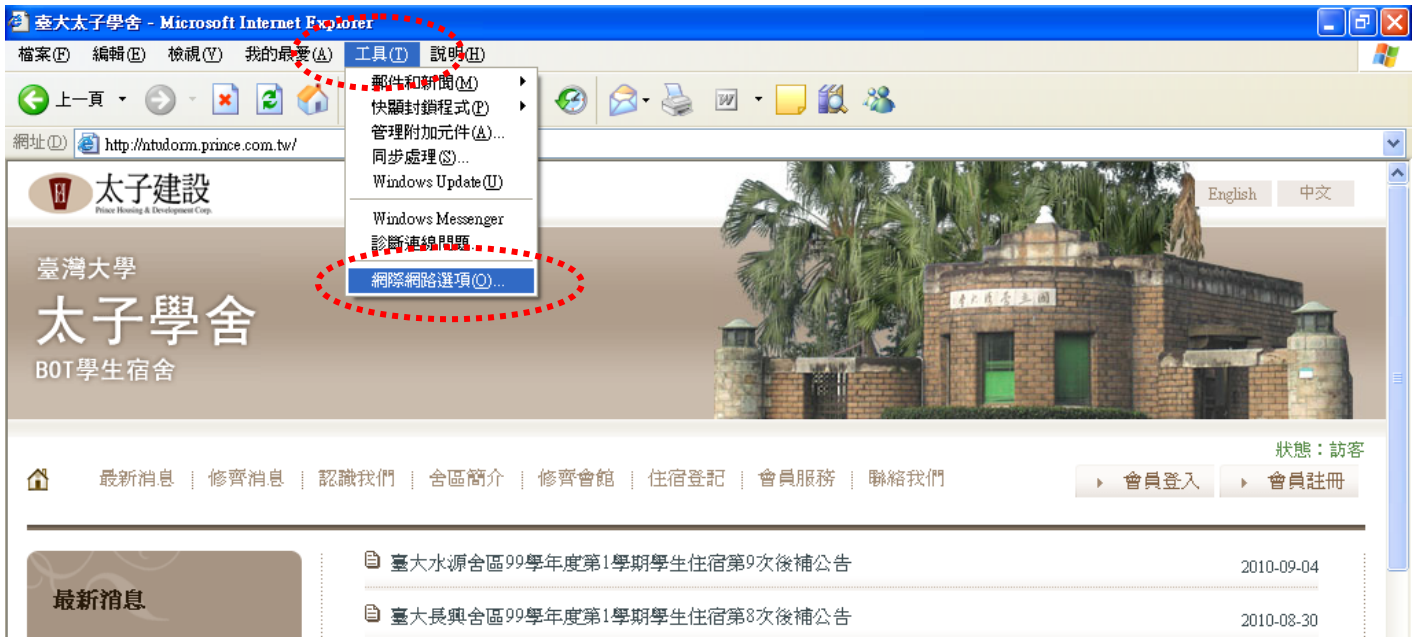 臺大太子學舍 - Microsoft Internet Explorer
檔案(F) 編輯(E) 檢視(V) 我的最愛(A) 工具(T) 說明(H)
郵件和新聞(M)
快顯封鎖程式(P)
管理附加元件(A)...
同步處理(S)...
Windows Update(U)
Windows Messenger
診斷連線問題...
網際網路選項(O)...
上一頁
網址(D) http://ntudorm.prince.com.tw/
太子建設
Prince Housing & Development Corp.
English 中文
臺灣大學
太子學舍
BOT學生宿舍
國立臺灣大學
狀態：訪客
最新消息 | 修齊消息 | 認識我們 | 舍區簡介 | 修齊會館 | 住宿登記 | 會員服務 | 聯絡我們
會員登入 會員註冊
最新消息
臺大水源舍區99學年度第1學期學生住宿第9次後補公告 2010-09-04
臺大長興舍區99學年度第1學期學生住宿第8次後補公告 2010-08-30